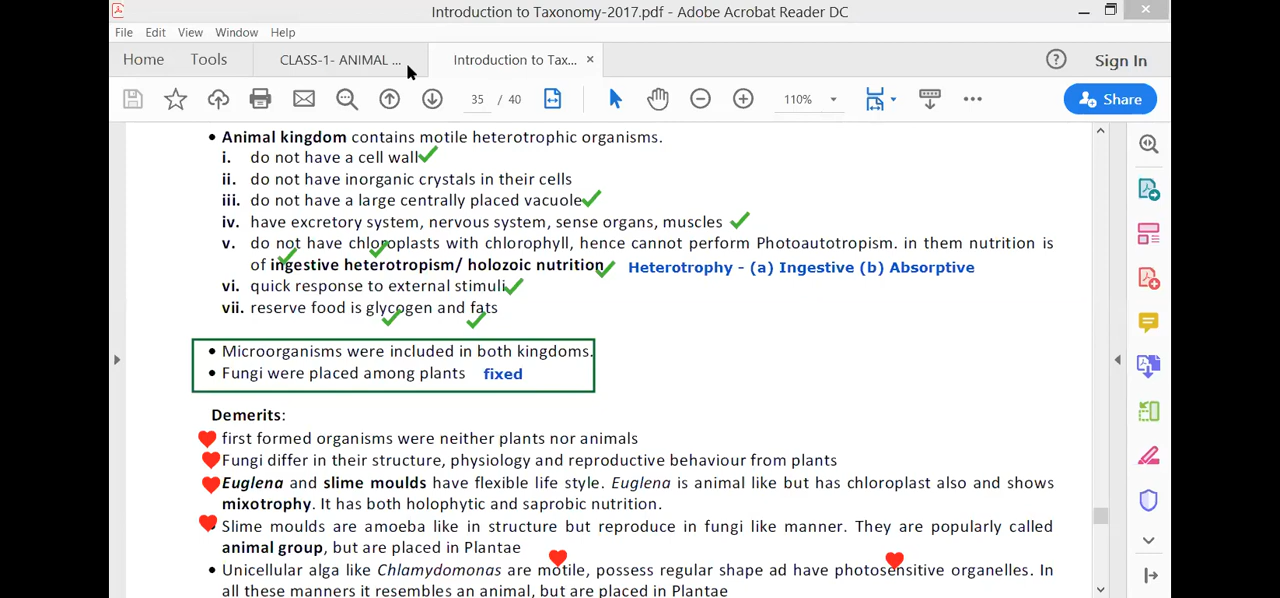 Introduction to Taxonomy-2017.pdf - Adobe Acrobat Reader DC
File Edit View Window Help
Home Tools CLASS-1- ANIMAL ... Introduction to Tax... × ? Sign In
35 / 40 110% Share
• Animal kingdom contains motile heterotrophic organisms.
i. do not have a cell wall
ii. do not have inorganic crystals in their cells
iii. do not have a large centrally placed vacuole
iv. have excretory system, nervous system, sense organs, muscles
v. do not have chloroplasts with chlorophyll, hence cannot perform Photoautotropism. in them nutrition is
of ingestive heterotropism/ holozoic nutrition Heterotrophy - (a) Ingestive (b) Absorptive
vi. quick response to external stimuli
vii. reserve food is glycogen and fats
• Microorganisms were included in both kingdoms.
• Fungi were placed among plants fixed
Demerits:
first formed organisms were neither plants nor animals
Fungi differ in their structure, physiology and reproductive behaviour from plants
Euglena and slime moulds have flexible life style. Euglena is animal like but has chloroplast also and shows
mixotrophy. It has both holophytic and saprobic nutrition.
Slime moulds are amoeba like in structure but reproduce in fungi like manner. They are popularly called
animal group, but are placed in Plantae
• Unicellular alga like Chlamydomonas are motile, possess regular shape ad have photosensitive organelles. In
all these manners it resembles an animal, but are placed in Plantae